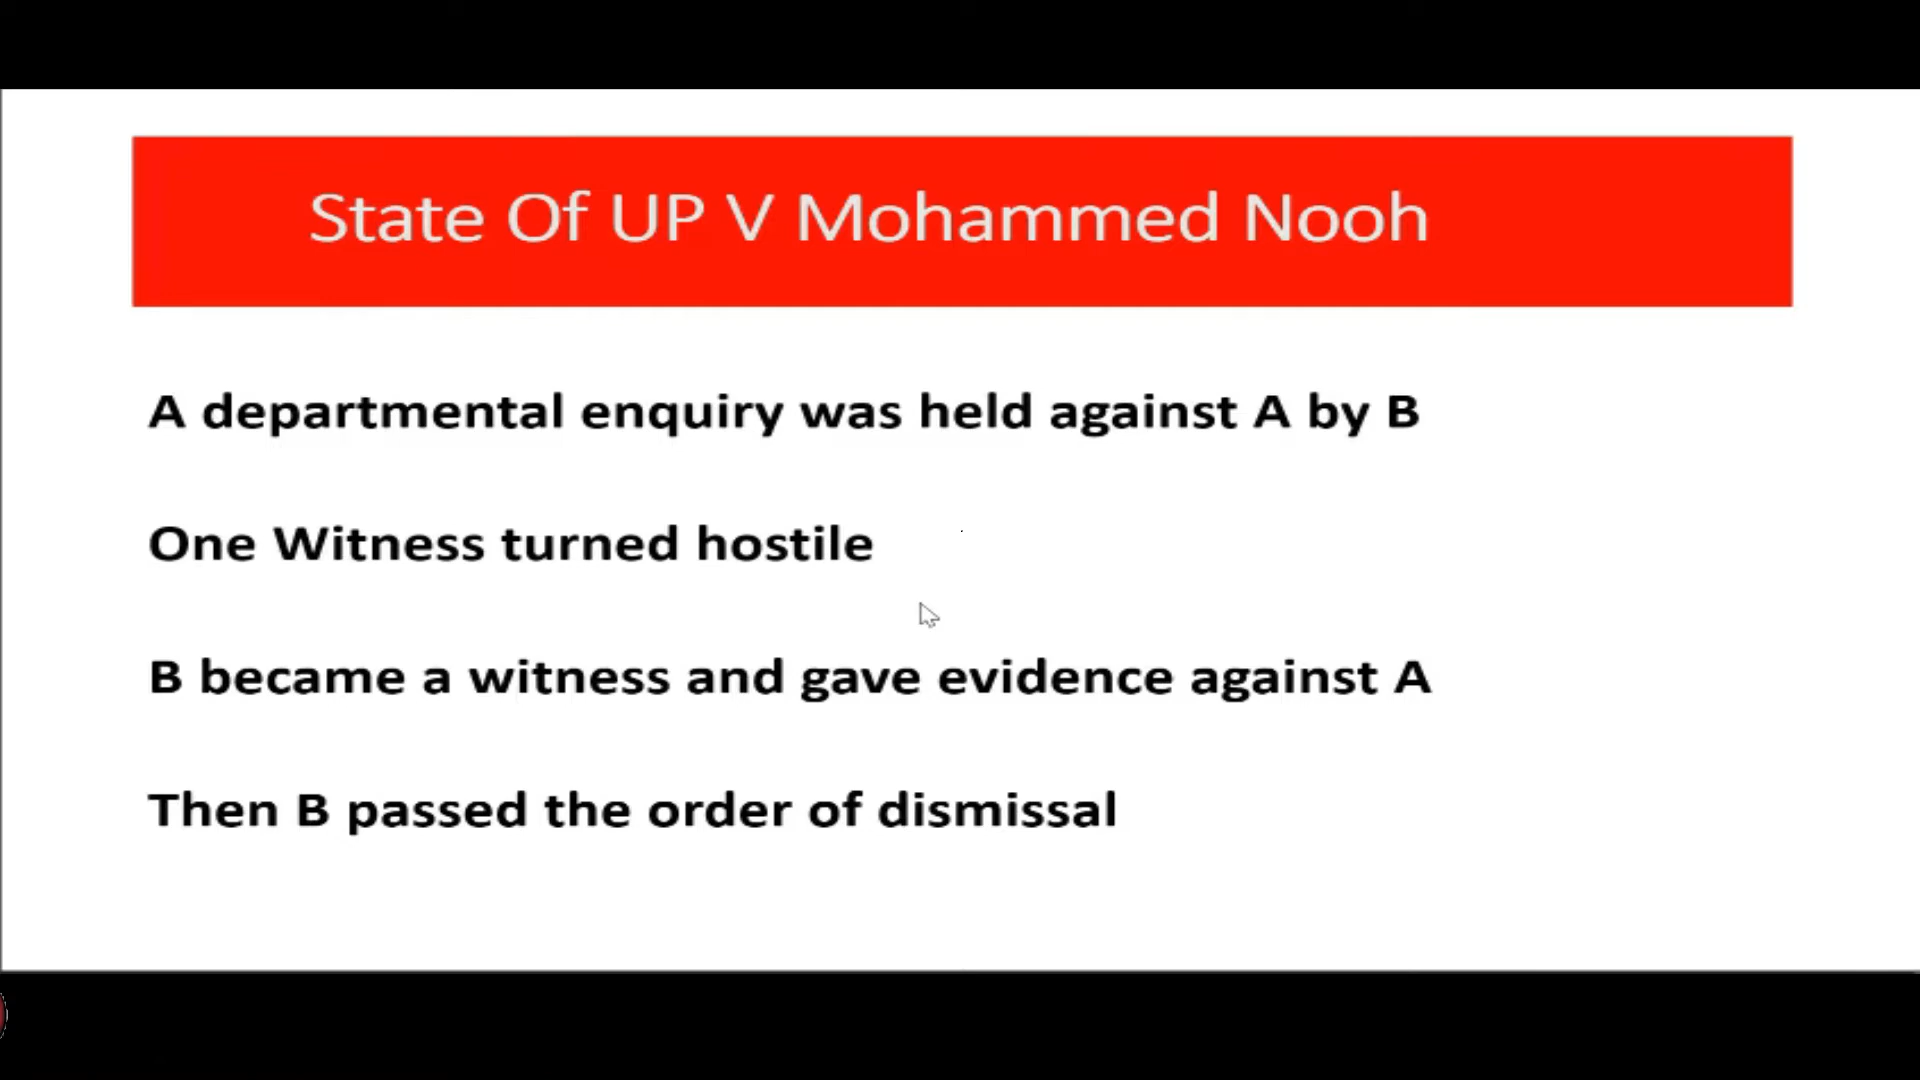 State Of UP V Mohammed Nooh
A departmental enquiry was held against A by B
One Witness turned hostile
B became a witness and gave evidence against A
Then B passed the order of dismissal